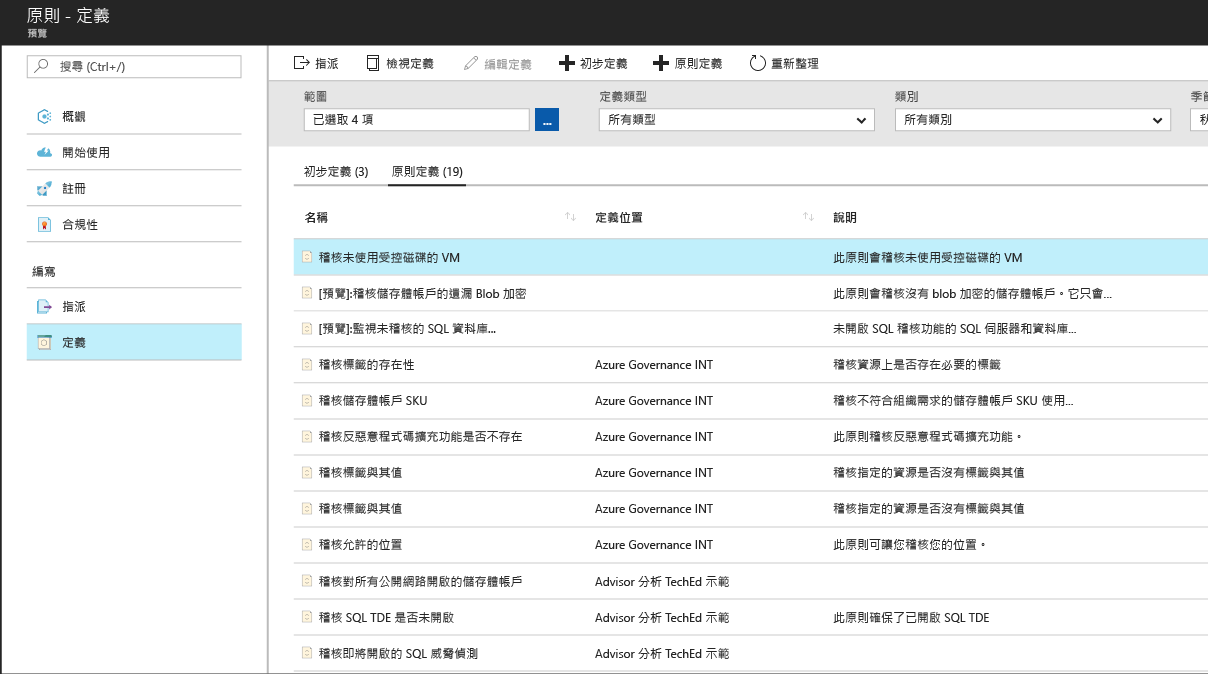 原則 - 定義
預覽
搜尋 (Ctrl+/)
概觀
開始使用
註冊
合規性
編寫
指派
定義
指派 檢視定義 編輯定義 初步定義 原則定義 重新整理
範圍 定義類型 類別 季節
已選取 4 項 ... 所有類型 所有類別
初步定義 (3) 原則定義 (19)
名稱 定義位置 說明
稽核未使用受控磁碟的 VM 此原則會稽核未使用受控磁碟的 VM
[預覽]:稽核儲存體帳戶的遺漏 Blob 加密 此原則會稽核沒有 blob 加密的儲存體帳戶。它只會...
[預覽]:監視未稽核的 SQL 資料庫... 未開啟 SQL 稽核功能的 SQL 伺服器和資料庫...
稽核標籤的存在性 Azure Governance INT 稽核資源上是否存在必要的標籤
稽核儲存體帳戶 SKU Azure Governance INT 稽核不符合組織需求的儲存體帳戶 SKU 使用...
稽核反惡意程式碼擴充功能是否不存在 Azure Governance INT 此原則稽核反惡意程式碼擴充功能。
稽核標籤與其值 Azure Governance INT 稽核指定的資源是否沒有標籤與其值
稽核標籤與其值 Azure Governance INT 稽核指定的資源是否沒有標籤與其值
稽核允許的位置 Azure Governance INT 此原則可讓您稽核您的位置。
稽核對所有公開網路開啟的儲存體帳戶 Advisor 分析 TechEd 示範
稽核 SQL TDE 是否未開啟 Advisor 分析 TechEd 示範 此原則確保了已開啟 SQL TDE
稽核即將開啟的 SQL 威脅偵測 Advisor 分析 TechEd 示範